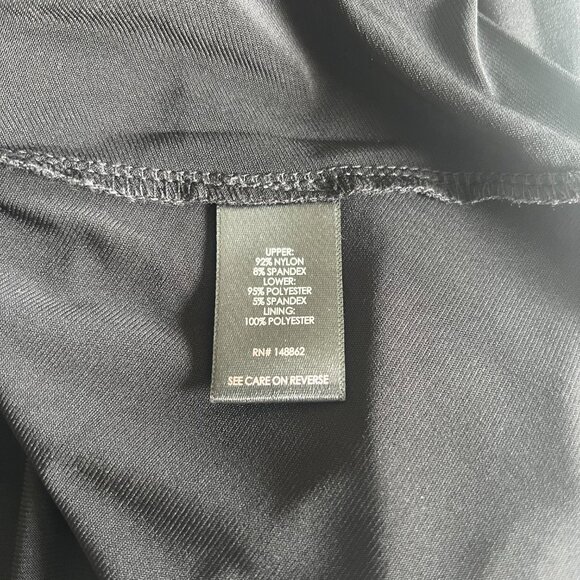 UPPER:
92% NYLON
8% SPANDEX
LOWER:
95% POLYESTER
5% SPANDEX
LINING:
100% POLYESTER
RN# 148862
SEE CARE ON REVERSE